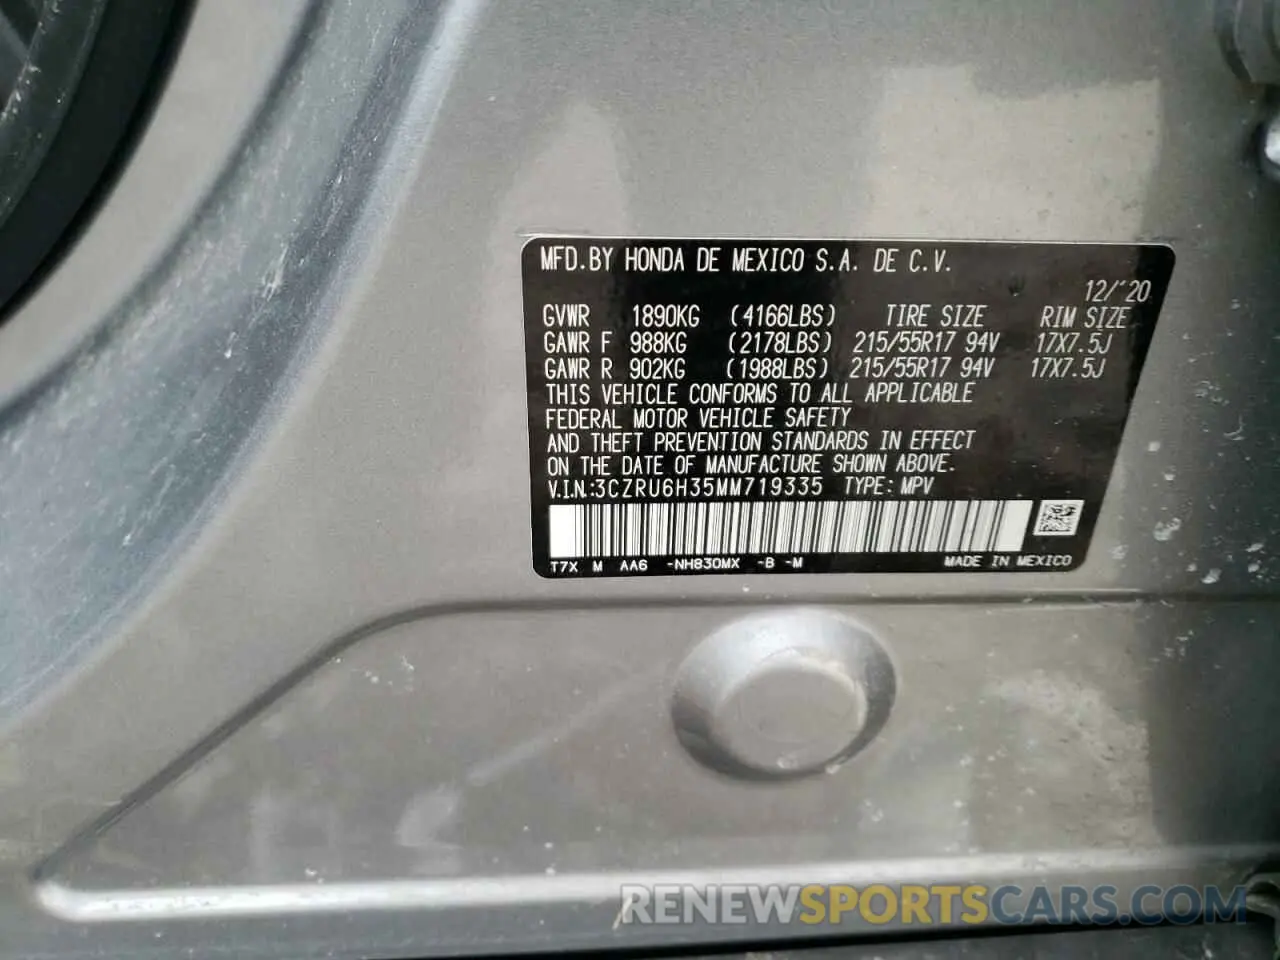 MFD.BY HONDA DE MEXICO S.A. DE C.V.
12/'20
GVWR 1890KG (4166LBS) TIRE SIZE RIM SIZE
GAWR F 988KG (2178LBS) 215/55R17 94V 17X7.5J
GAWR R 902KG (1988LBS) 215/55R17 94V 17X7.5J
THIS VEHICLE CONFORMS TO ALL APPLICABLE
FEDERAL MOTOR VEHICLE SAFETY
AND THEFT PREVENTION STANDARDS IN EFFECT
ON THE DATE OF MANUFACTURE SHOWN ABOVE.
V.I.N.:3CZRU6H35MM719335 TYPE: MPV
T7X M AA6 -NH830MX -B -M MADE IN MEXICO
RENEWSPORTSCARS.COM